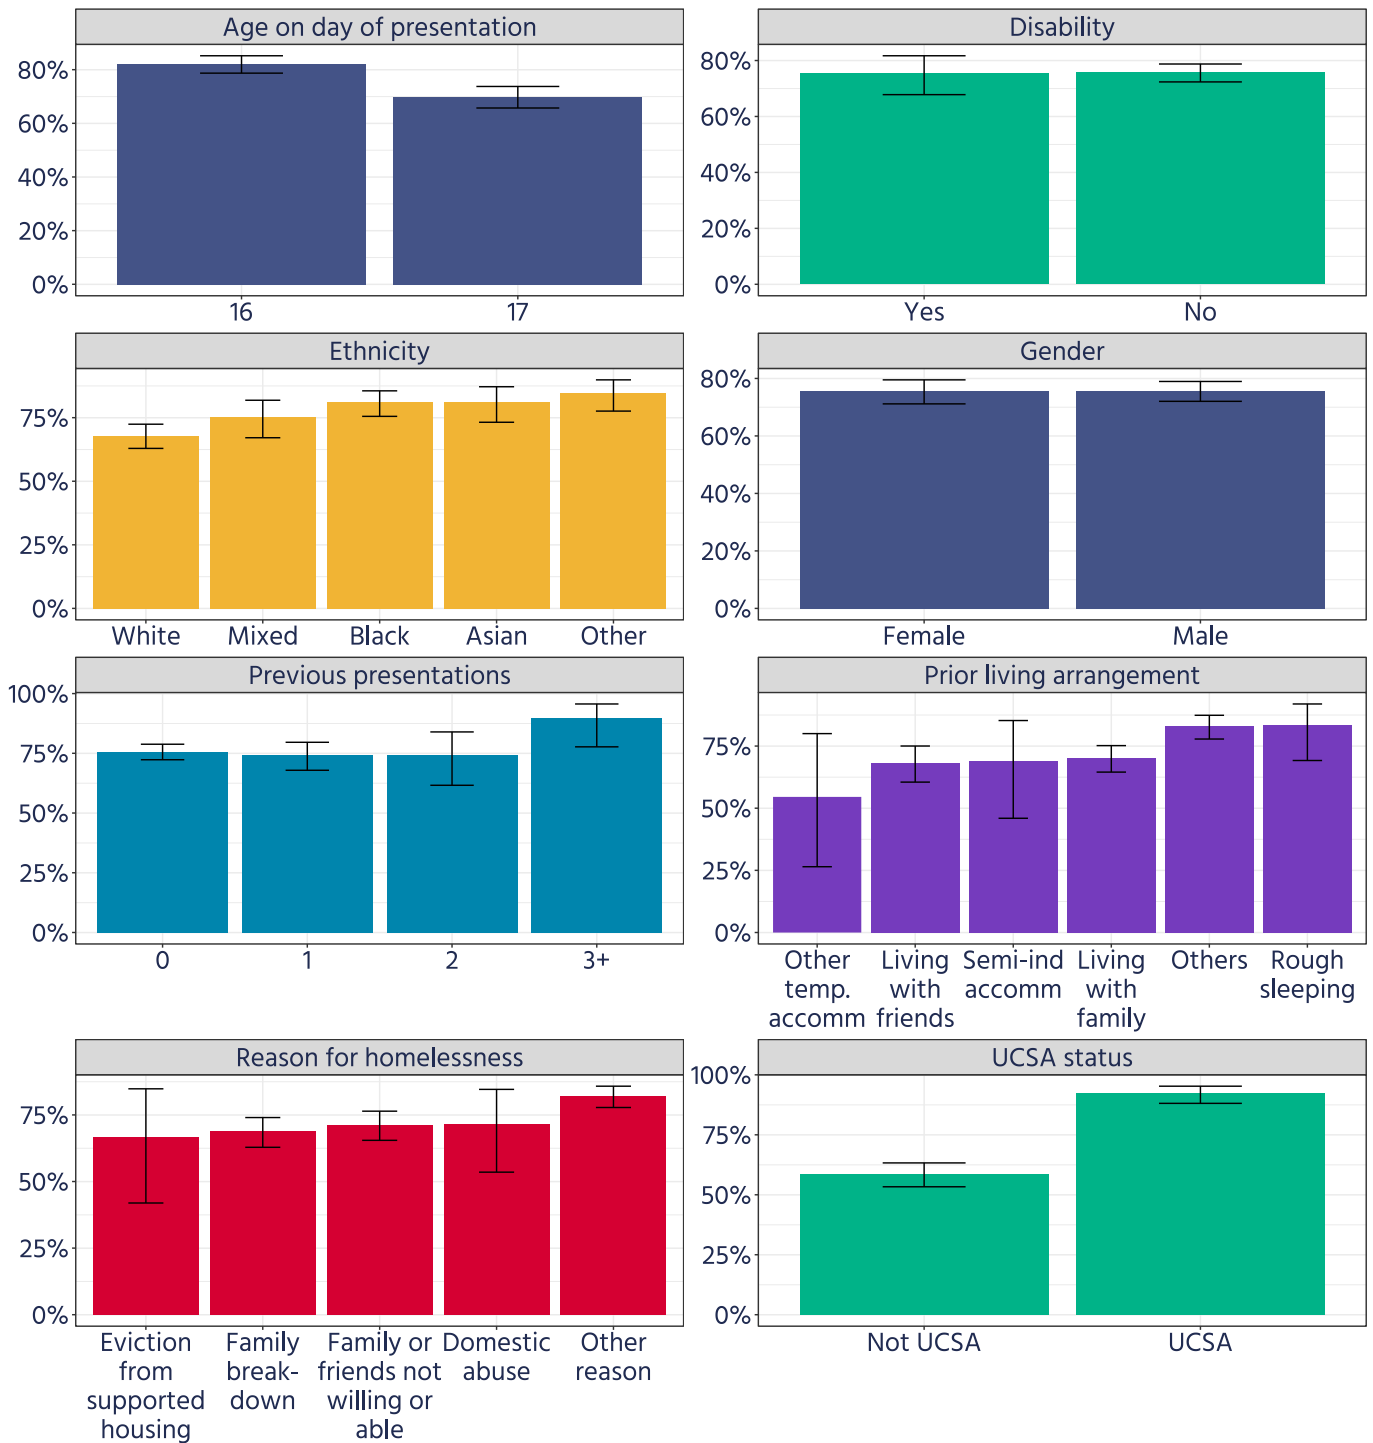 Age on day of presentation
80%
60%
40%
20%
0%
16 17
Disability
80%
60%
40%
20%
0%
Yes No
Ethnicity
75%
50%
25%
0%
White Mixed Black Asian Other
Gender
80%
60%
40%
20%
0%
Female Male
Previous presentations
100%
75%
50%
25%
0%
0 1 2 3+
Prior living arrangement
75%
50%
25%
0%
Other Living Semi-ind Living Others Rough
temp. with accomm with sleeping
accomm friends family
Reason for homelessness
75%
50%
25%
0%
Eviction Family Family or Domestic Other
from break- friends not abuse reason
supported down willing or
housing able
UCSA status
100%
75%
50%
25%
0%
Not UCSA UCSA